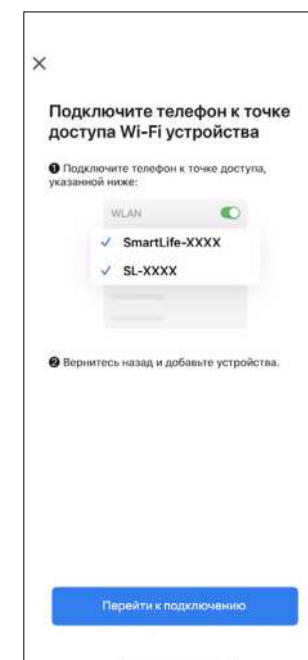 Подключите телефон к точке
доступа Wi-Fi устройства
❶ Подключите телефон к точке доступа,
указанной ниже:
WLAN
✓ SmartLife-XXXX
✓ SL-XXXX
❷ Вернитесь назад и добавьте устройства.
Перейти к подключению